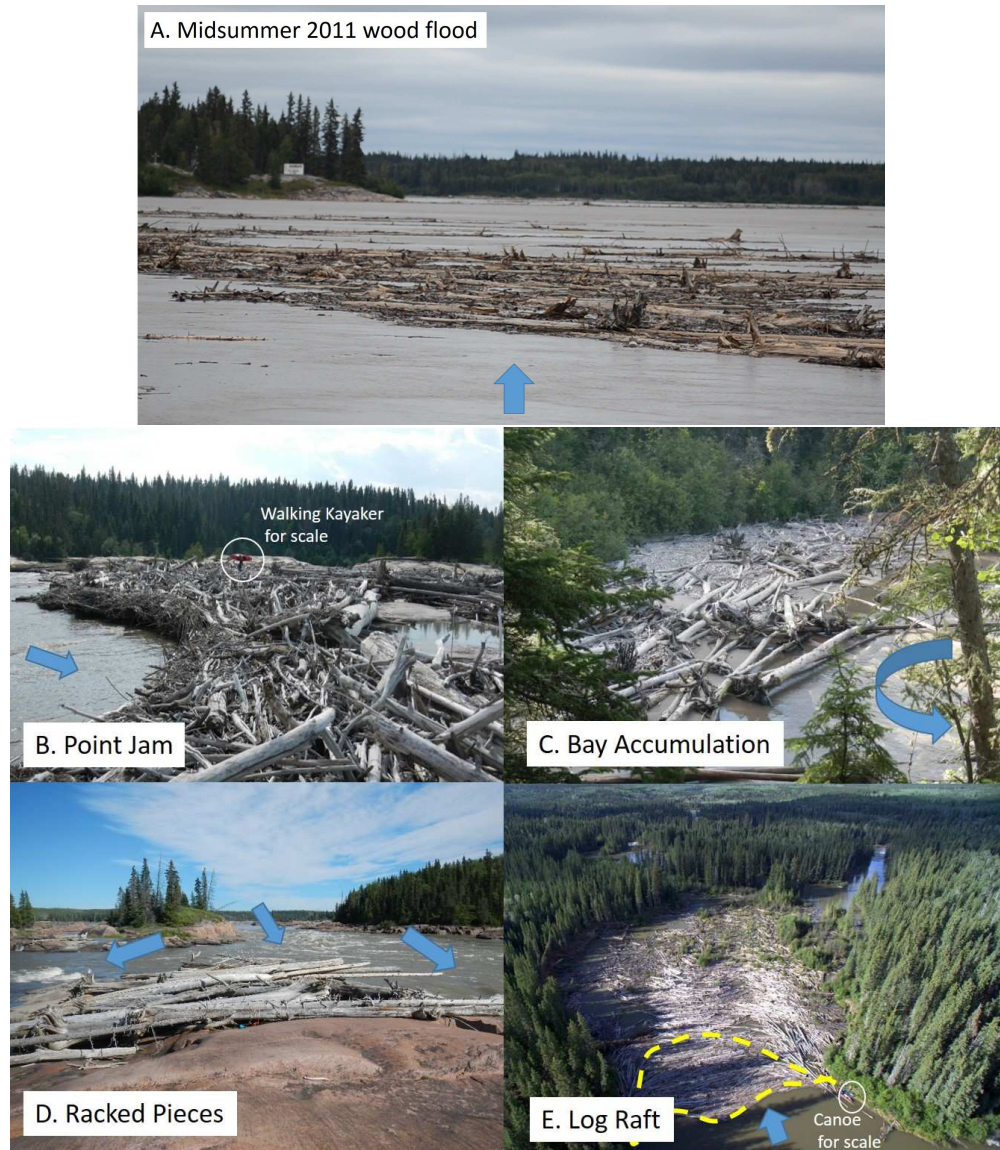 A. Midsummer 2011 wood flood
Walking Kayaker
for scale
B. Point Jam
C. Bay Accumulation
D. Racked Pieces
E. Log Raft
Canoe
for scale